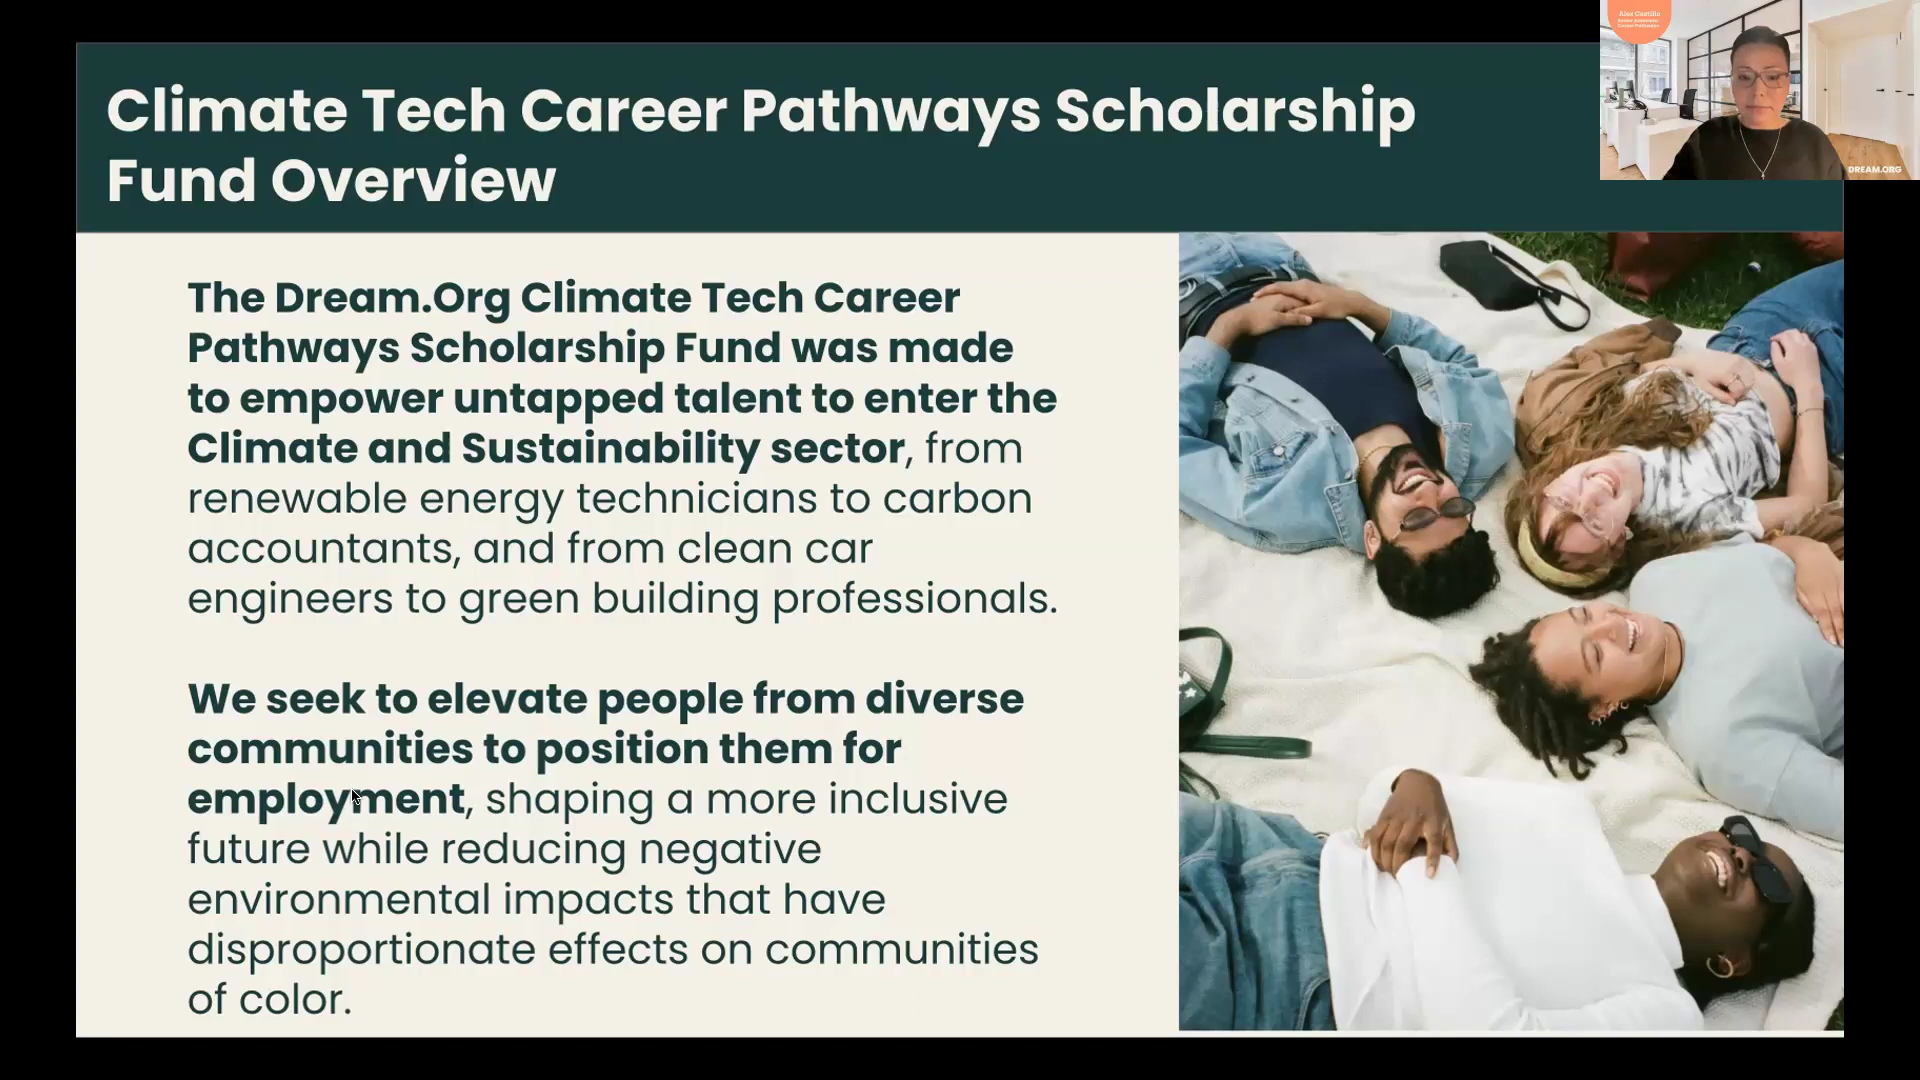 Climate Tech Career Pathways Scholarship
Fund Overview
The Dream.Org Climate Tech Career
Pathways Scholarship Fund was made
to empower untapped talent to enter the
Climate and Sustainability sector, from
renewable energy technicians to carbon
accountants, and from clean car
engineers to green building professionals.
We seek to elevate people from diverse
communities to position them for
employment, shaping a more inclusive
future while reducing negative
environmental impacts that have
disproportionate effects on communities
of color.
Alex Castillo
DREAM.ORG